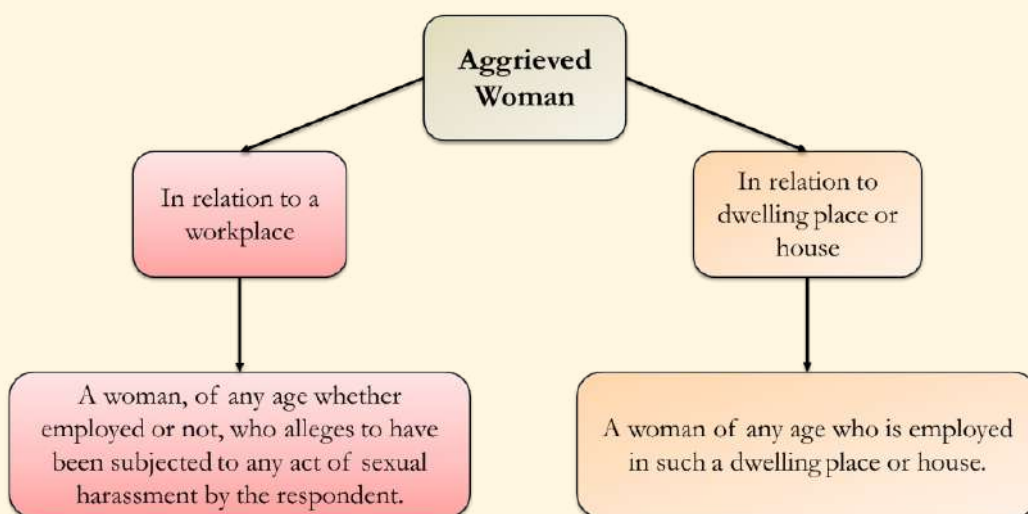 Aggrieved
Woman
In relation to a
workplace
In relation to
dwelling place or
house
A woman, of any age whether
employed or not, who alleges to have
been subjected to any act of sexual
harassment by the respondent.
A woman of any age who is employed
in such a dwelling place or house.